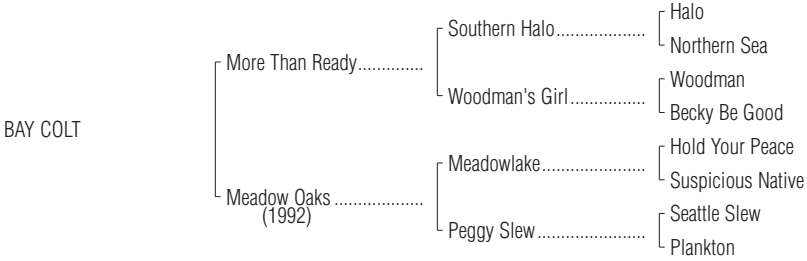 Halo
Southern Halo....................
Northern Sea
More Than Ready..............
Woodman
Woodman's Girl.................
Becky Be Good
BAY COLT
Hold Your Peace
Meadowlake.......................
Suspicious Native
Meadow Oaks...................
(1992)
Seattle Slew
Peggy Slew........................
Plankton